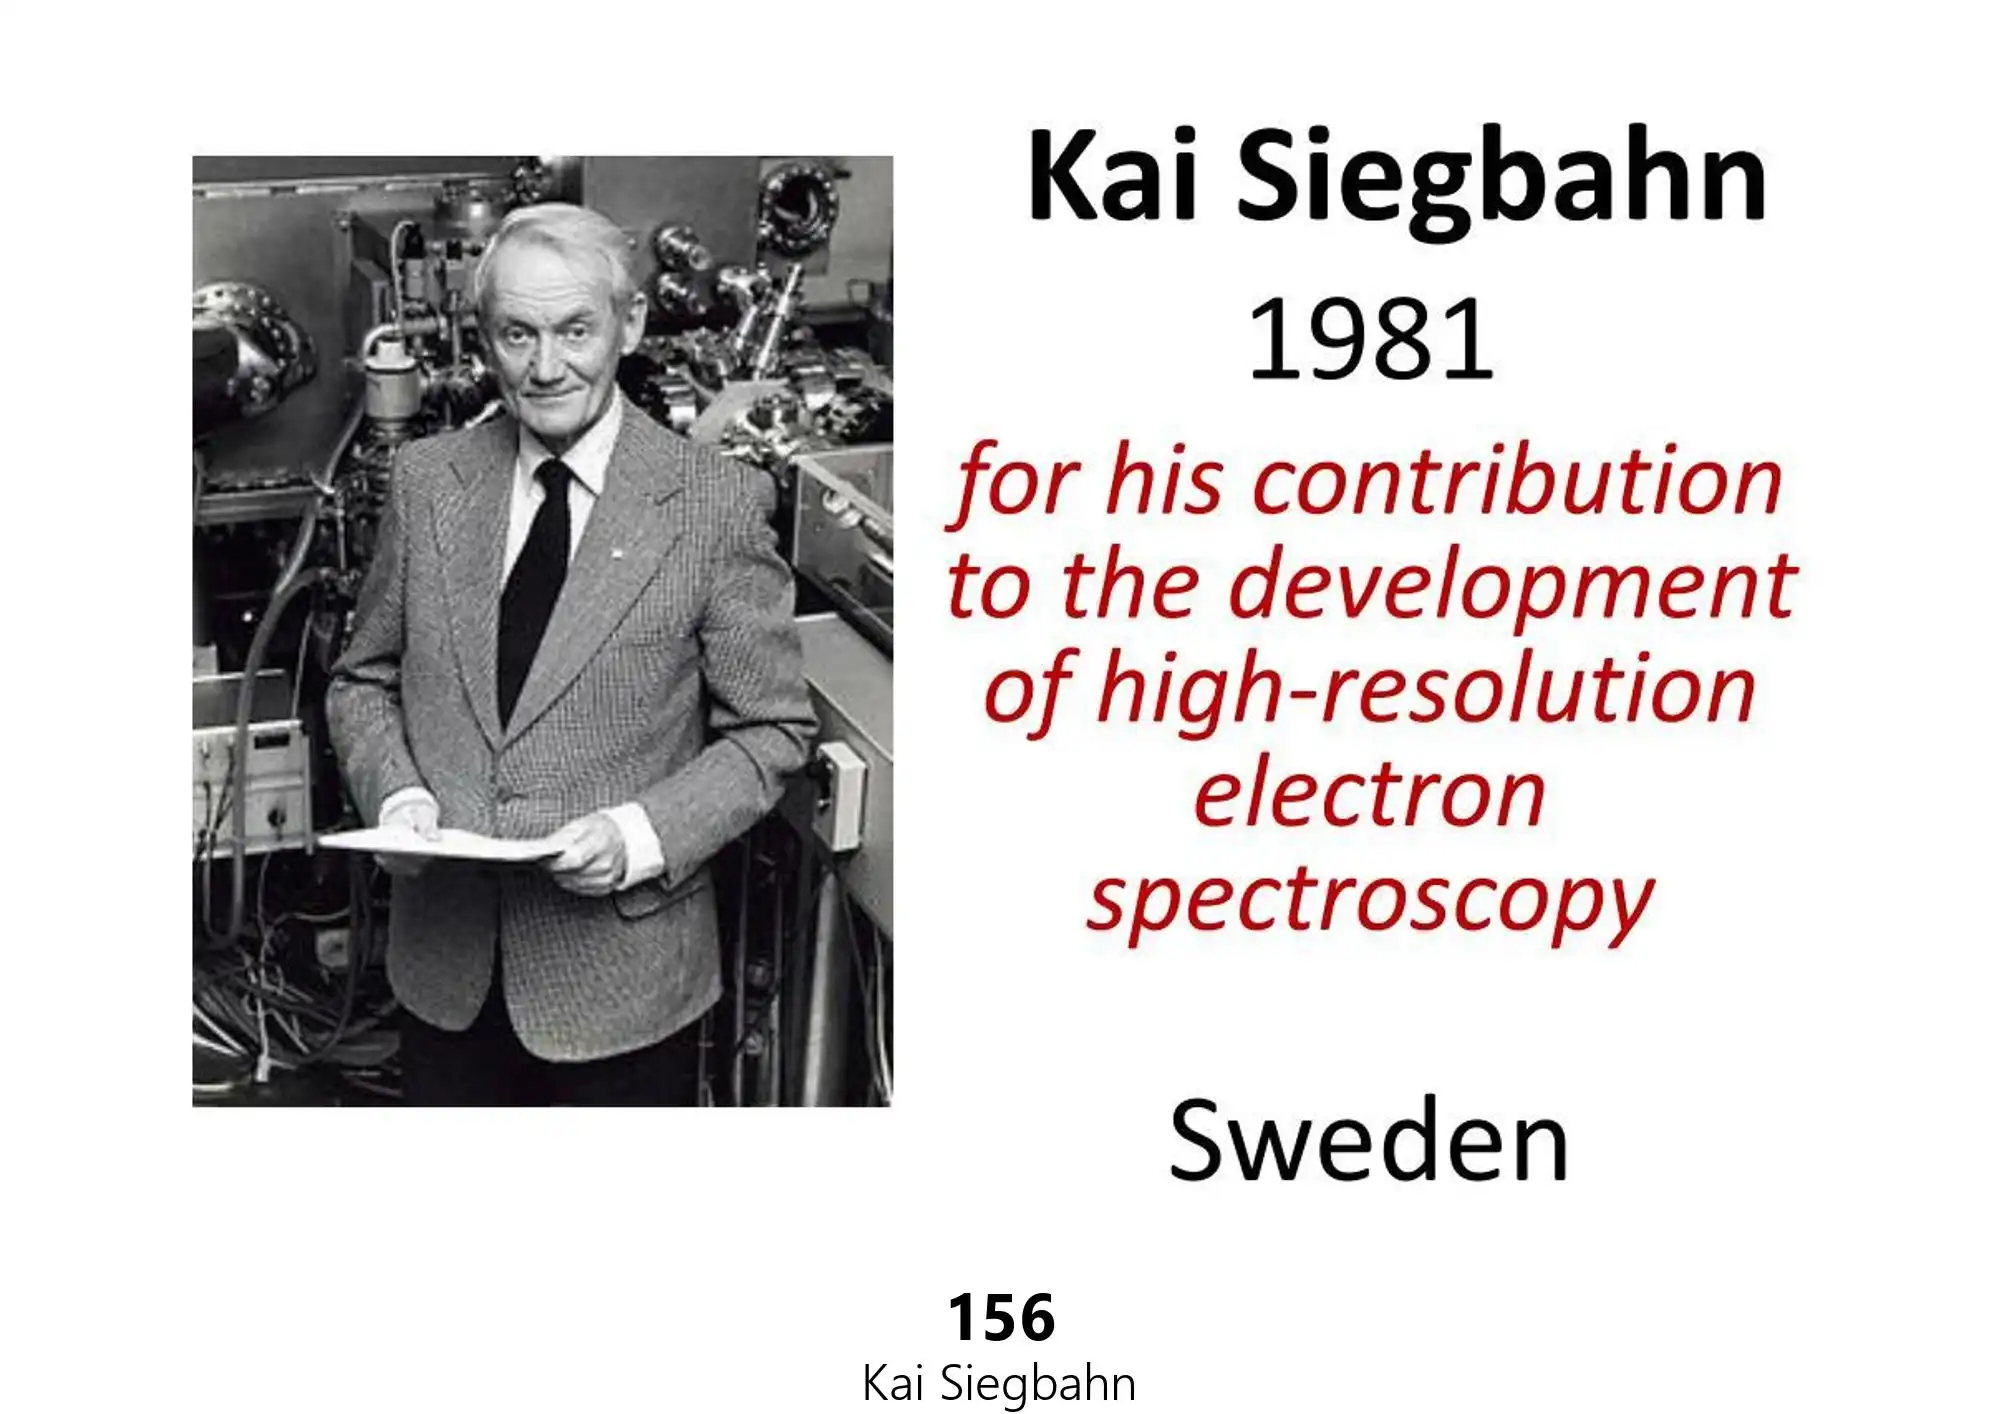 Kai Siegbahn
1981
for his contribution
to the development
of high-resolution
electron
spectroscopy
Sweden
156
Kai Siegbahn